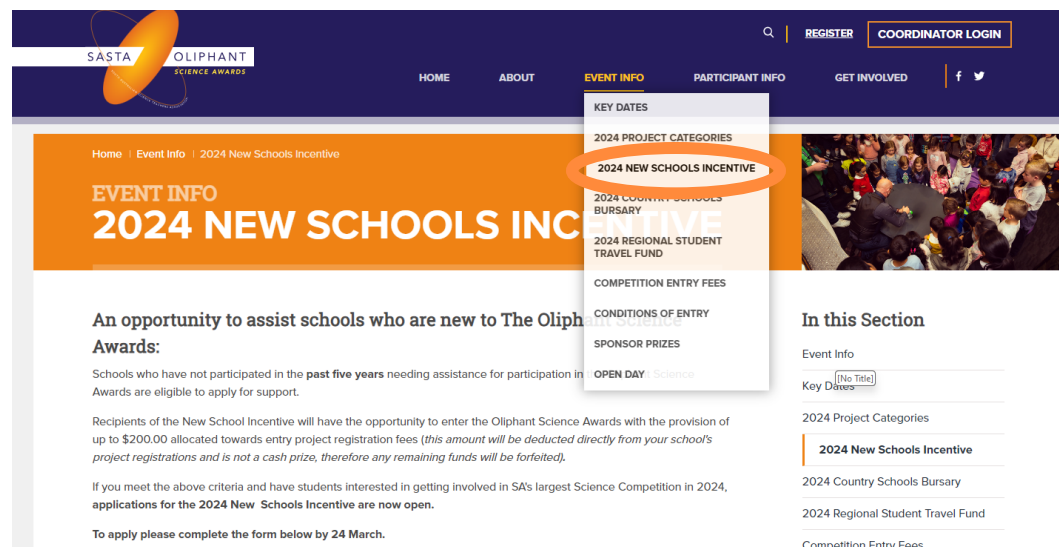 SASTA OLIPHANT
SCIENCE AWARDS
REGISTER COORDINATOR LOGIN
HOME ABOUT EVENT INFO PARTICIPANT INFO GET INVOLVED
KEY DATES
2024 PROJECT CATEGORIES
2024 NEW SCHOOLS INCENTIVE
2024 COUNTRY SCHOOLS
BURSARY
2024 REGIONAL STUDENT
TRAVEL FUND
COMPETITION ENTRY FEES
CONDITIONS OF ENTRY
SPONSOR PRIZES
OPEN DAY
Home | Event Info | 2024 New Schools Incentive
EVENT INFO
2024 NEW SCHOOLS INCENTIVE
An opportunity to assist schools who are new to The Oliphant Science
Awards:
Schools who have not participated in the past five years needing assistance for participation in Science
Awards are eligible to apply for support.
Recipients of the New School Incentive will have the opportunity to enter the Oliphant Science Awards with the provision of
up to $200.00 allocated towards entry project registration fees (this amount will be deducted directly from your school's
project registrations and is not a cash prize, therefore any remaining funds will be forfeited).
If you meet the above criteria and have students interested in getting involved in SA's largest Science Competition in 2024,
applications for the 2024 New Schools Incentive are now open.
To apply please complete the form below by 24 March.
In this Section
Event Info
Key Dates
[No Title]
2024 Project Categories
2024 New Schools Incentive
2024 Country Schools Bursary
2024 Regional Student Travel Fund
Competition Entry Fees